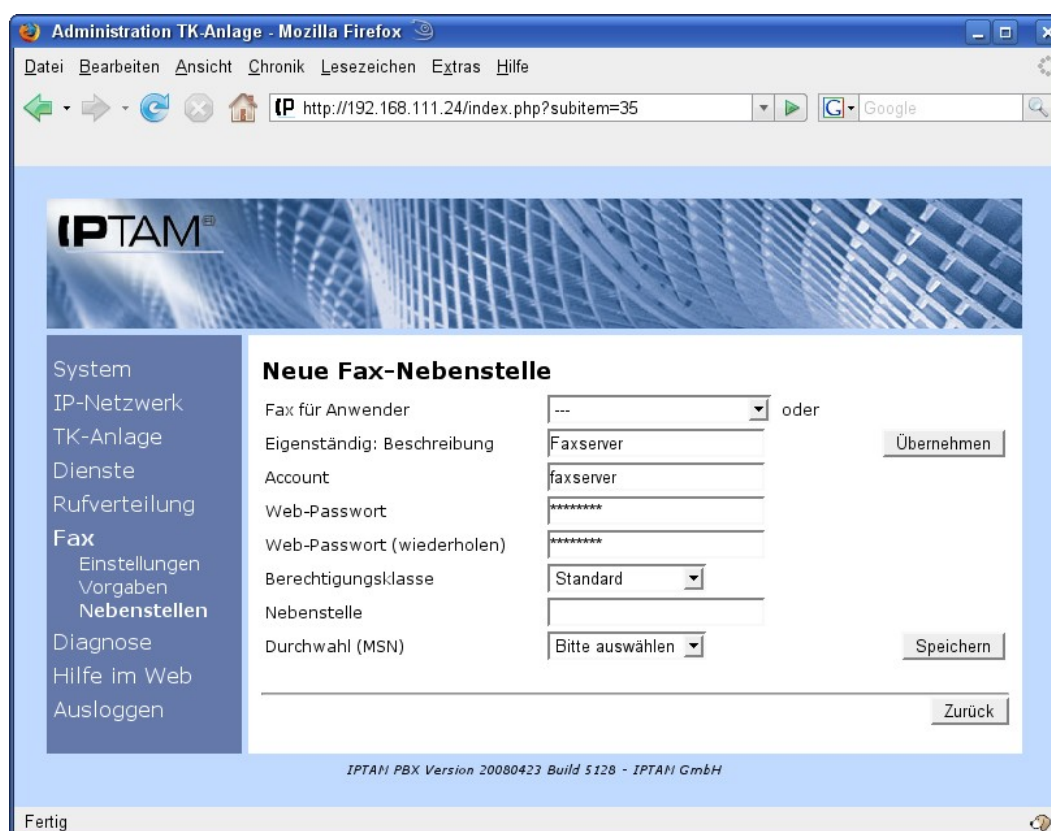 Administration TK-Anlage - Mozilla Firefox
Datei Bearbeiten Ansicht Chronik Lesezeichen Extras Hilfe
http://192.168.111.24/index.php?subitem=35
G Google
IPTAM®
System
IP-Netzwerk
TK-Anlage
Dienste
Rufverteilung
Fax
Einstellungen
Vorgaben
Nebenstellen
Diagnose
Hilfe im Web
Ausloggen
Neue Fax-Nebenstelle
Fax für Anwender --- oder
Eigenständig: Beschreibung Faxserver Übernehmen
Account faxserver
Web-Passwort ********
Web-Passwort (wiederholen) ********
Berechtigungsklasse Standard
Nebenstelle
Durchwahl (MSN) Bitte auswählen Speichern
Zurück
IPTAM PBX Version 20080423 Build 5128 - IPTAM GmbH
Fertig